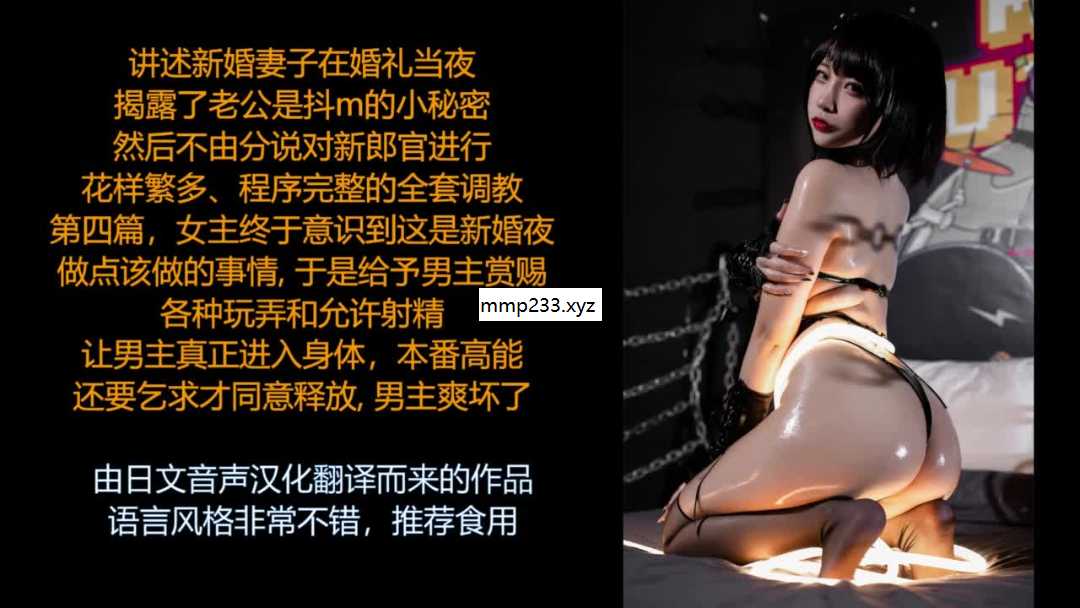 讲述新婚妻子在婚礼当夜
揭露了老公是抖m的小秘密
然后不由分说对新郎官进行
花样繁多、程序完整的全套调教
第四篇，女主终于意识到这是新婚夜
做点该做的事情, 于是给予男主赏赐
各种玩弄和允许射精
mmp233.xyz
让男主真正进入身体，本番高能
还要乞求才同意释放, 男主爽坏了
由日文音声汉化翻译而来的作品
语言风格非常不错，推荐食用